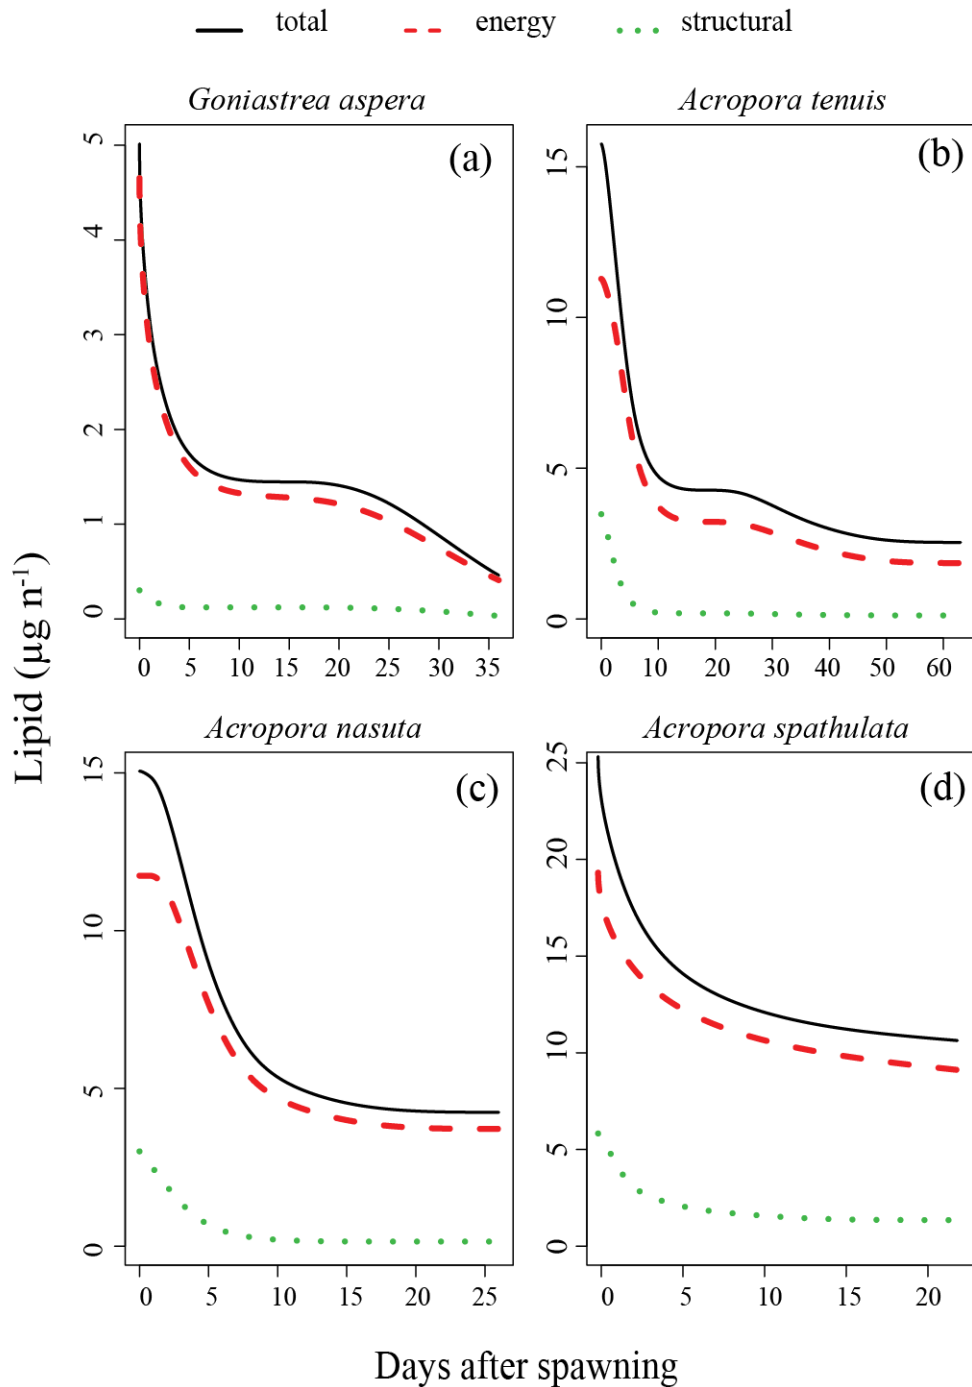 total energy structural
Goniastrea aspera
(a)
5
4
3
2
1
0
0 5 10 15 20 25 30 35
Acropora tenuis
(b)
15
10
5
0
0 10 20 30 40 50 60
Acropora nasuta
(c)
15
10
5
0
0 5 10 15 20 25
Acropora spathulata
(d)
25
20
15
10
5
0
0 5 10 15 20
Lipid (µg n⁻¹)
Days after spawning